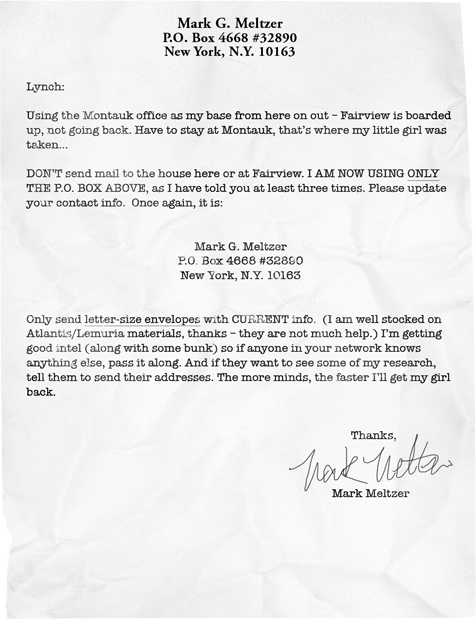 Mark G. Meltzer
P.O. Box 4668 #32890
New York, N.Y. 10163
Lynch:
Using the Montauk office as my base from here on out – Fairview is boarded
up, not going back. Have to stay at Montauk, that's where my little girl was
taken...
DON'T send mail to the house here or at Fairview. I AM NOW USING ONLY
THE P.O. BOX ABOVE, as I have told you at least three times. Please update
your contact info. Once again, it is:
Mark G. Meltzer
P.O. Box 4668 #32890
New York, N.Y. 10163
Only send letter-size envelopes with CURRENT info. (I am well stocked on
Atlantis/Lemuria materials, thanks – they are not much help.) I'm getting
good intel (along with some bunk) so if anyone in your network knows
anything else, pass it along. And if they want to see some of my research,
tell them to send their addresses. The more minds, the faster I'll get my girl
back.
Thanks,
Mark Meltzer
Mark Meltzer